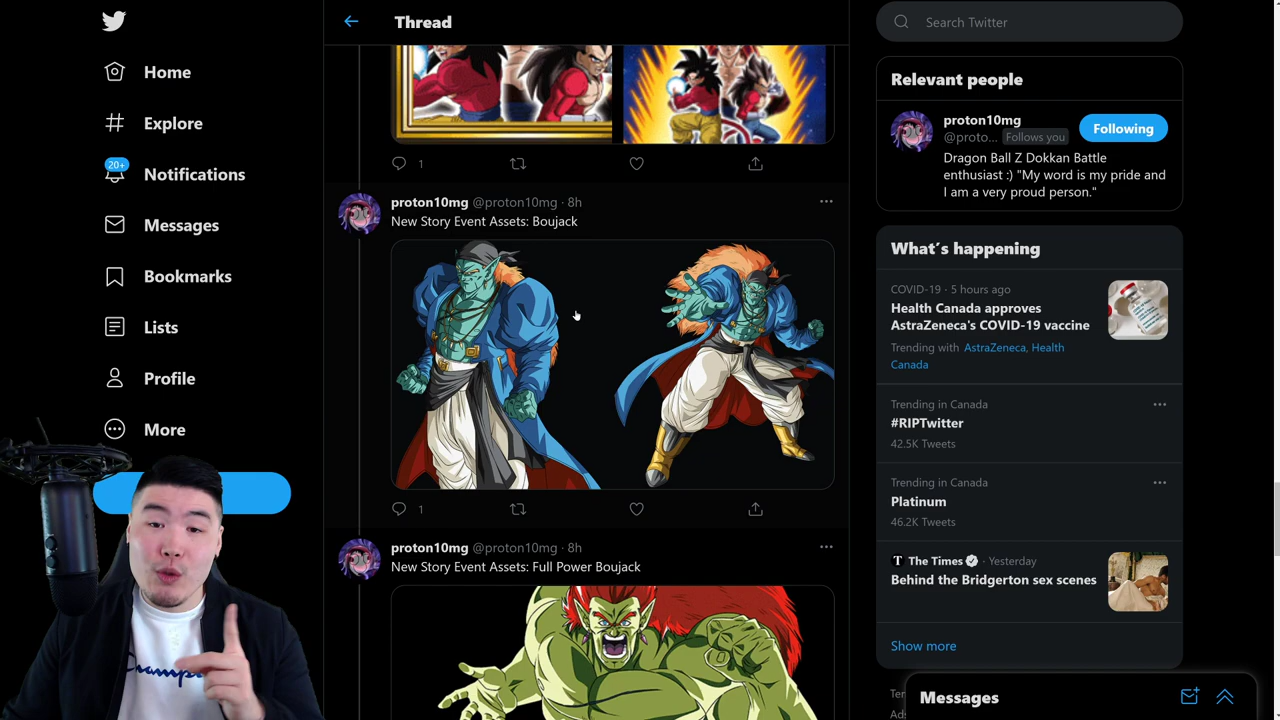 Home
Explore
20+
Notifications
Messages
Bookmarks
Lists
Profile
More
Thread
1
proton10mg @proton10mg · 8h
New Story Event Assets: Boujack
1
proton10mg @proton10mg · 8h
New Story Event Assets: Full Power Boujack
Search Twitter
Relevant people
proton10mg
@proto... Follows you
Following
Dragon Ball Z Dokkan Battle
enthusiast :) "My word is my pride and
I am a very proud person."
What's happening
COVID-19 · 5 hours ago
Health Canada approves
AstraZeneca's COVID-19 vaccine
Trending with AstraZeneca, Health
Canada
Trending in Canada
#RIPTwitter
42.5K Tweets
Trending in Canada
Platinum
46.2K Tweets
The Times · Yesterday
Behind the Bridgerton sex scenes
Show more
Messages